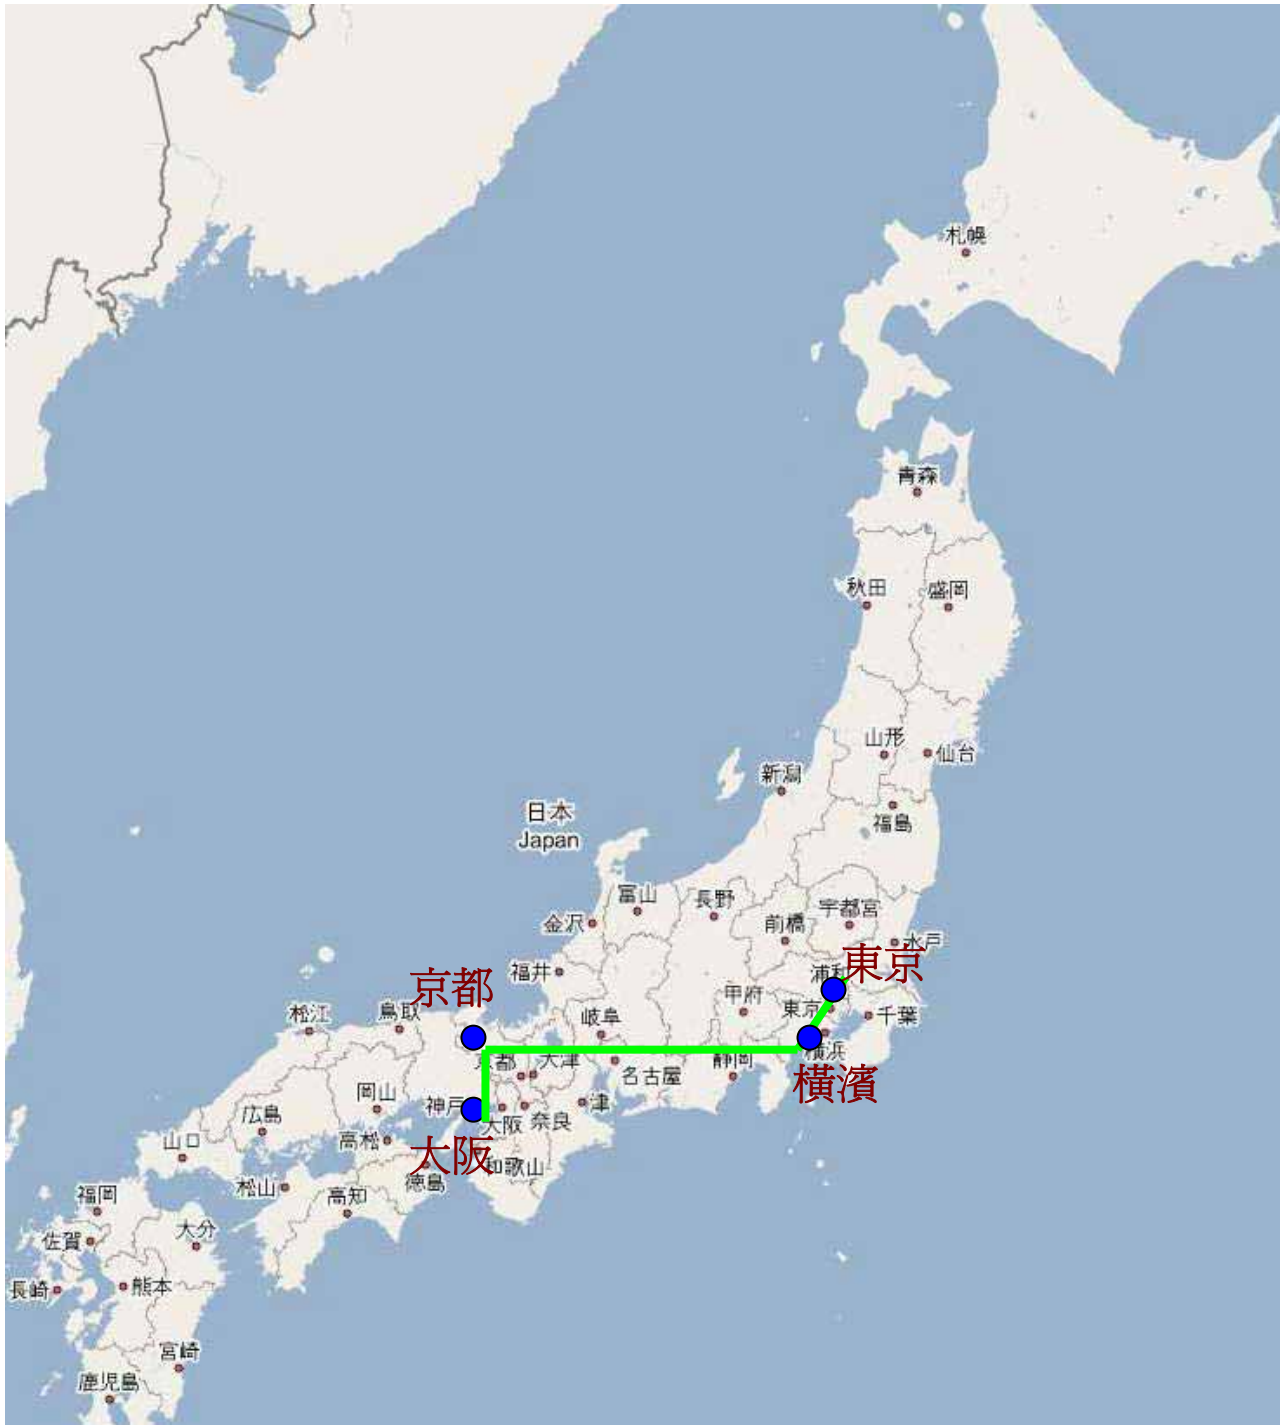 札幌
青森
秋田
盛岡
山形
仙台
新潟
日本
Japan
福島
富山
長野
宇都宮
金沢
前橋
水戸
東京
福井
浦和
京都
甲府
松江
鳥取
岐阜
東京
千葉
京都
大津
名古屋
静岡
横浜
橫濱
岡山
神戸
津
広島
大阪
奈良
山口
高松
大阪
和歌山
徳島
福岡
松山
高知
佐賀
大分
長崎
熊本
宮崎
鹿児島